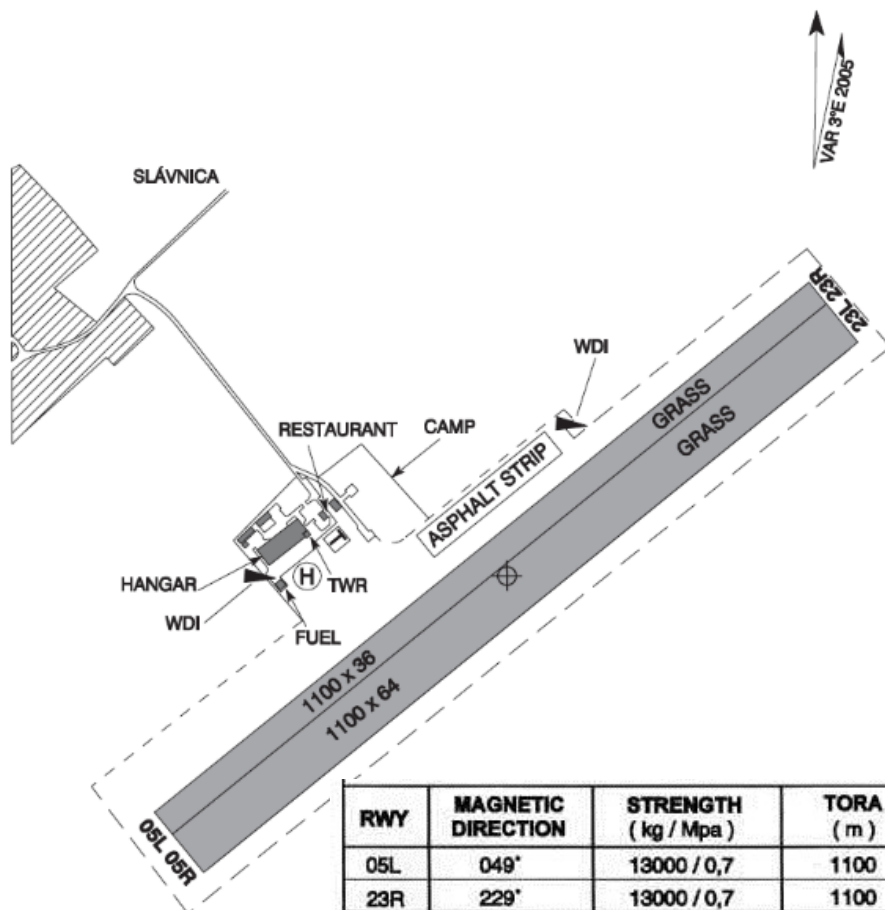 VAR 3°E 2005
SLÁVNICA
23L 23R
WDI
GRASS
GRASS
RESTAURANT
CAMP
ASPHALT STRIP
T
HANGAR
H
TWR
WDI
FUEL
1100 x 36
1100 x 64
05L 05R
RWY MAGNETIC DIRECTION STRENGTH ( kg / Mpa ) TORA ( m )
05L 049° 13000 / 0,7 1100
23R 229° 13000 / 0,7 1100